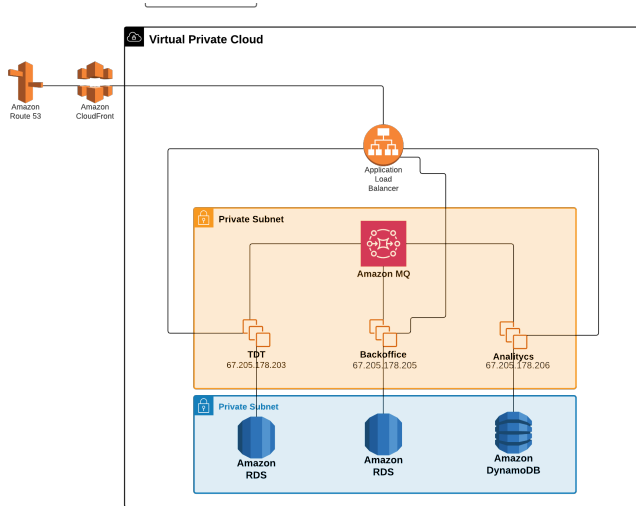 Virtual Private Cloud
Amazon
Route 53
Amazon
CloudFront
Application
Load
Balancer
Private Subnet
Amazon MQ
TDT
67.205.178.203
Backoffice
67.205.178.205
Analitycs
67.205.178.206
Private Subnet
Amazon
RDS
Amazon
RDS
Amazon
DynamoDB